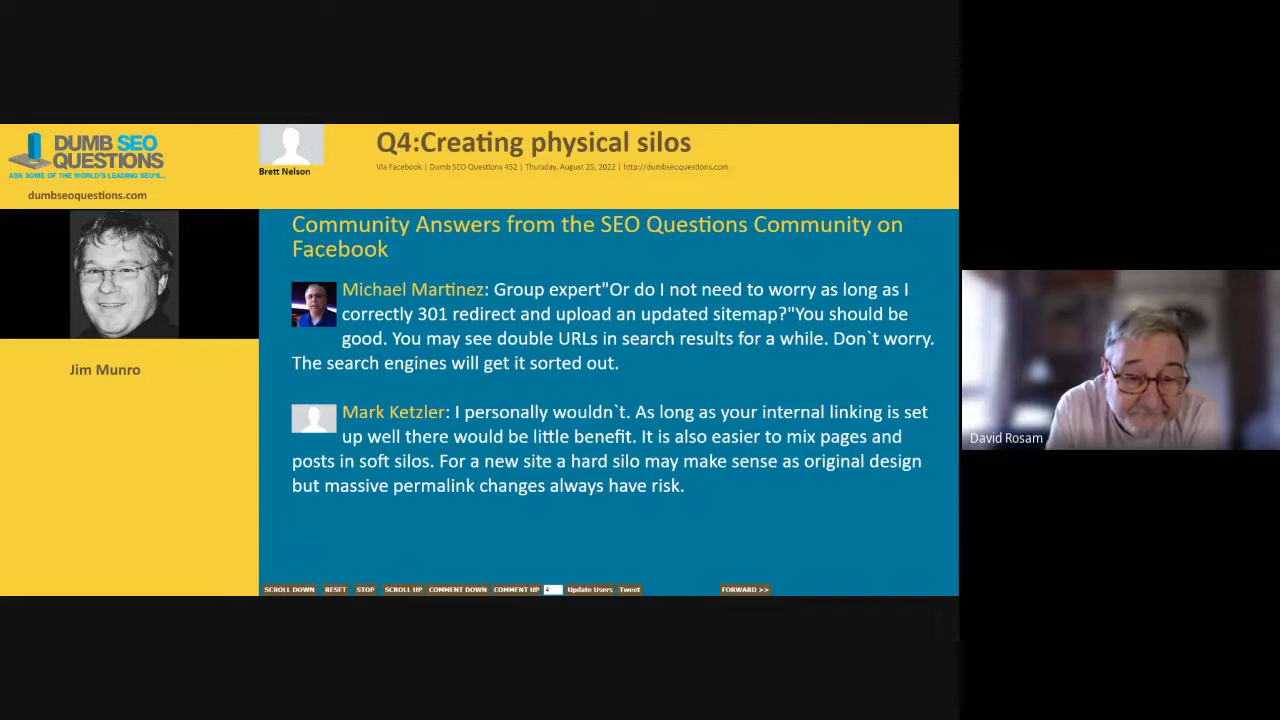 DUMB SEO
QUESTIONS
ASK SOME OF THE WORLD'S LEADING SEO'S...
dumbseoquestions.com
Brett Nelson
Q4:Creating physical silos
Via Facebook | Dumb SEO Questions 452 | Thursday, August 25, 2022 | http://dumbseoquestions.com
Jim Munro
Community Answers from the SEO Questions Community on
Facebook
Michael Martinez: Group expert"Or do I not need to worry as long as I
correctly 301 redirect and upload an updated sitemap?"You should be
good. You may see double URLs in search results for a while. Don`t worry.
The search engines will get it sorted out.
Mark Ketzler: I personally wouldn`t. As long as your internal linking is set
up well there would be little benefit. It is also easier to mix pages and
posts in soft silos. For a new site a hard silo may make sense as original design
but massive permalink changes always have risk.
SCROLL DOWN RESET STOP SCROLL UP COMMENT DOWN COMMENT UP 4 Update Users Tweet FORWARD >>
David Rosam